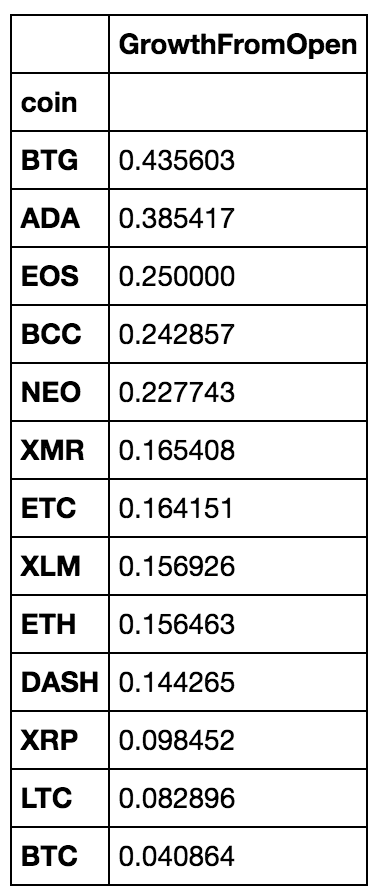 GrowthFromOpen
coin
BTG 0.435603
ADA 0.385417
EOS 0.250000
BCC 0.242857
NEO 0.227743
XMR 0.165408
ETC 0.164151
XLM 0.156926
ETH 0.156463
DASH 0.144265
XRP 0.098452
LTC 0.082896
BTC 0.040864